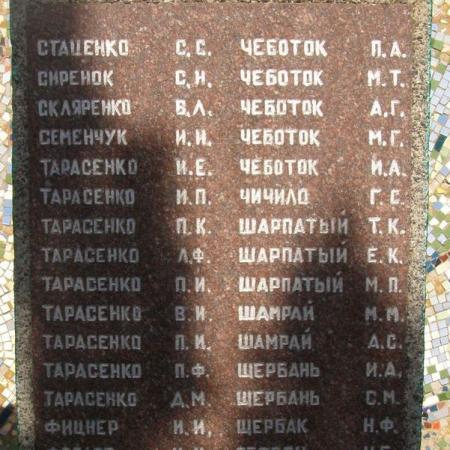 СТАЦЕНКО С.С. ЧЕБОТОК П.А.
СИРЕНОК С.Н. ЧЕБОТОК М.Т.
СКЛЯРЕНКО В.Л. ЧЕБОТОК А.Г.
СЕМЕНЧУК И.И. ЧЕБОТОК М.Г.
ТАРАСЕНКО И.Е. ЧЕБОТОК И.А.
ТАРАСЕНКО И.П. ЧИЧИЛО Г.С.
ТАРАСЕНКО П.К. ШАРПАТЫЙ Т.К.
ТАРАСЕНКО Л.Ф. ШАРПАТЫЙ Е.К.
ТАРАСЕНКО П.И. ШАРПАТЫЙ М.П.
ТАРАСЕНКО В.И. ШАМРАЙ М.М.
ТАРАСЕНКО П.И. ШАМРАЙ А.С.
ТАРАСЕНКО П.Ф. ЩЕРБАНЬ И.А.
ТАРАСЕНКО Д.М. ЩЕРБАНЬ С.М.
ФИЦНЕР И.И. ЩЕРБАК Н.Ф.